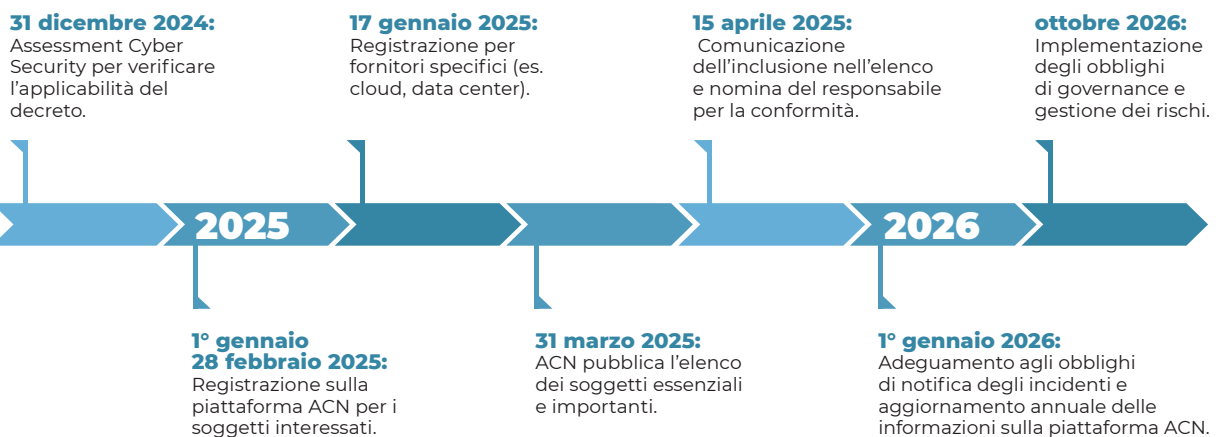 31 dicembre 2024:
Assessment Cyber
Security per verificare
l'applicabilità del
decreto.
17 gennaio 2025:
Registrazione per
fornitori specifici (es.
cloud, data center).
15 aprile 2025:
Comunicazione
dell'inclusione nell'elenco
e nomina del responsabile
per la conformità.
ottobre 2026:
Implementazione
degli obblighi
di governance e
gestione dei rischi.
2025
2026
1° gennaio
28 febbraio 2025:
Registrazione sulla
piattaforma ACN per i
soggetti interessati.
31 marzo 2025:
ACN pubblica l'elenco
dei soggetti essenziali
e importanti.
1° gennaio 2026:
Adeguamento agli obblighi
di notifica degli incidenti e
aggiornamento annuale delle
informazioni sulla piattaforma ACN.